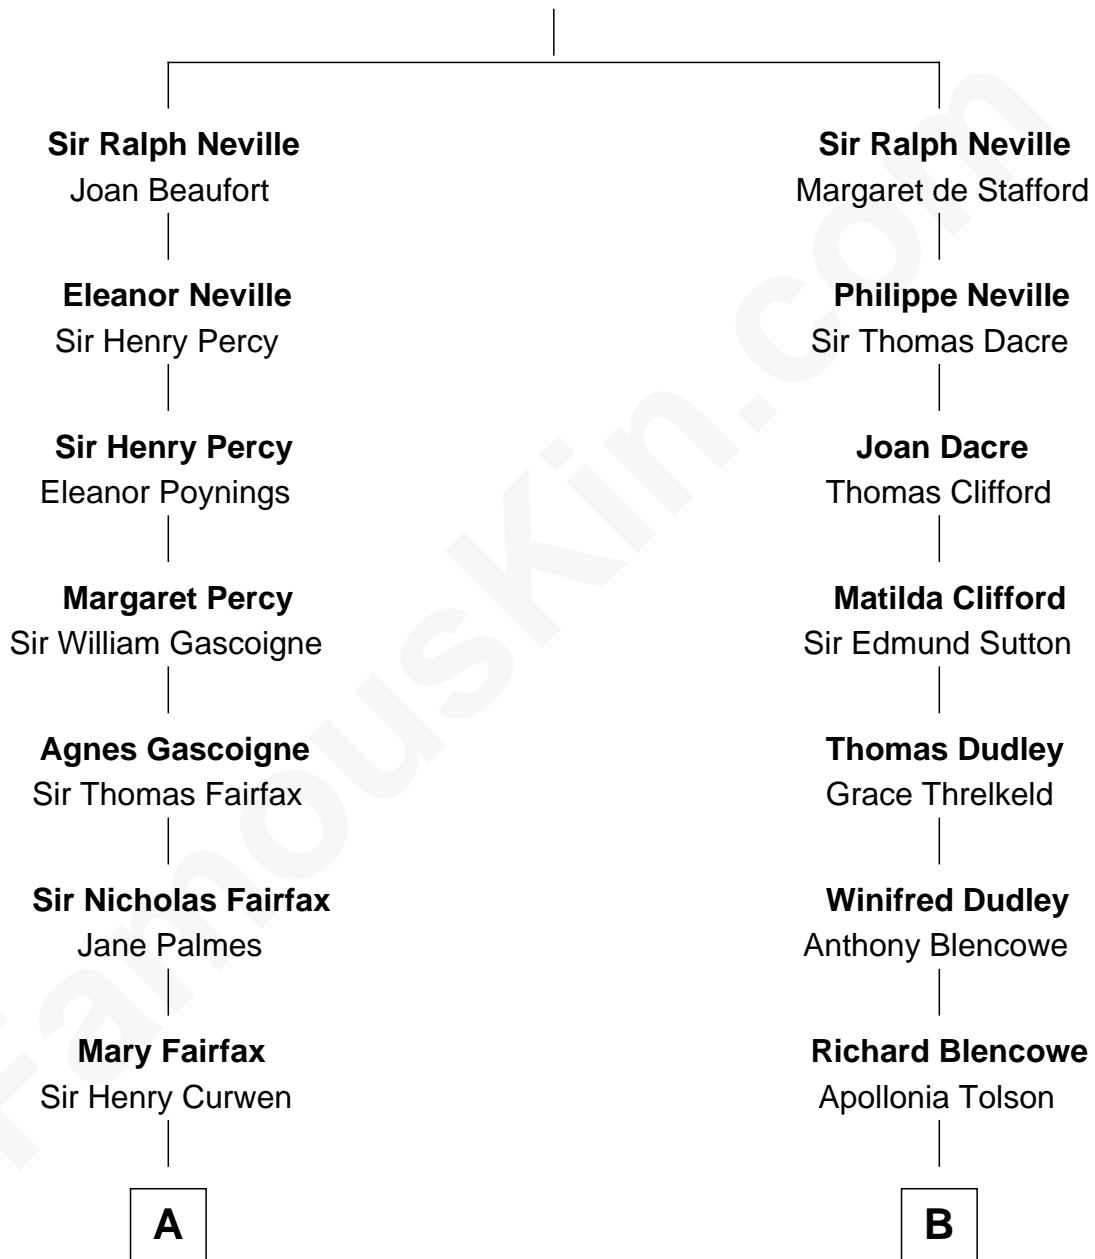 Sir Ralph Neville
Joan Beaufort
Eleanor Neville
Sir Henry Percy
Sir Henry Percy
Eleanor Poynings
Margaret Percy
Sir William Gascoigne
Agnes Gascoigne
Sir Thomas Fairfax
Sir Nicholas Fairfax
Jane Palmes
Mary Fairfax
Sir Henry Curwen
A
Sir Ralph Neville
Margaret de Stafford
Philippe Neville
Sir Thomas Dacre
Joan Dacre
Thomas Clifford
Matilda Clifford
Sir Edmund Sutton
Thomas Dudley
Grace Threlkeld
Winifred Dudley
Anthony Blencowe
Richard Blencowe
Apollonia Tolson
B
FamousKin.com